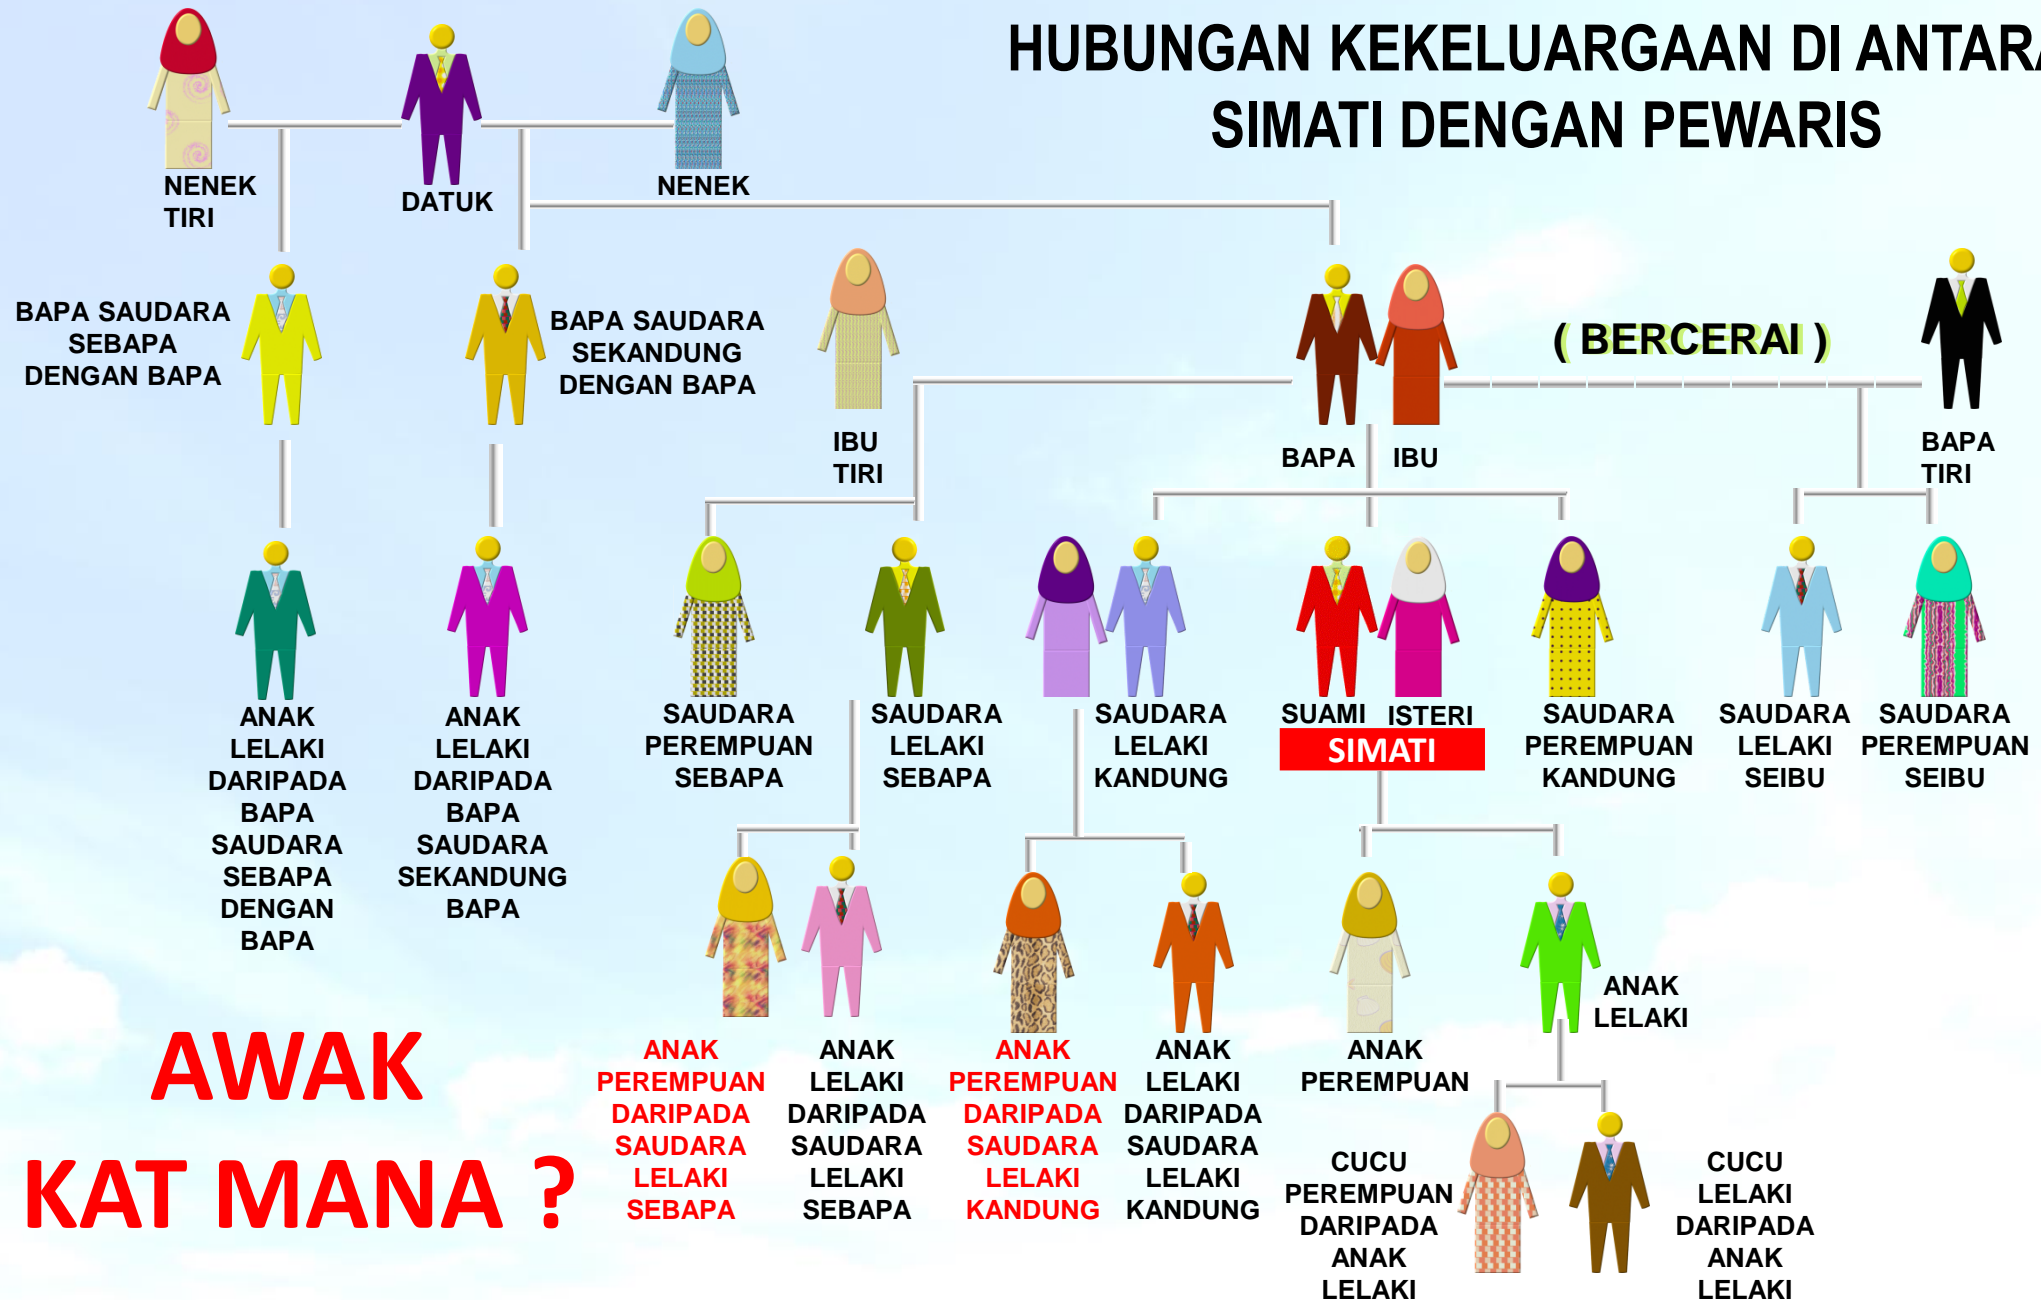 HUBUNGAN KEKELUARGAAN DI ANTARA
SIMATI DENGAN PEWARIS
NENEK
TIRI
DATUK
NENEK
BAPA SAUDARA
SEBAPA
DENGAN BAPA
BAPA SAUDARA
SEKANDUNG
DENGAN BAPA
IBU
TIRI
BAPA
IBU
( BERCERAI )
BAPA
TIRI
ANAK
LELAKI
DARIPADA
BAPA
SAUDARA
SEBAPA
DENGAN
BAPA
ANAK
LELAKI
DARIPADA
BAPA
SAUDARA
SEKANDUNG
BAPA
SAUDARA
PEREMPUAN
SEBAPA
SAUDARA
LELAKI
SEBAPA
SAUDARA
LELAKI
KANDUNG
SUAMI
ISTERI
SIMATI
SAUDARA
PEREMPUAN
KANDUNG
SAUDARA
LELAKI
SEIBU
SAUDARA
PEREMPUAN
SEIBU
ANAK
PEREMPUAN
DARIPADA
SAUDARA
LELAKI
SEBAPA
ANAK
LELAKI
DARIPADA
SAUDARA
LELAKI
SEBAPA
ANAK
PEREMPUAN
DARIPADA
SAUDARA
LELAKI
KANDUNG
ANAK
LELAKI
DARIPADA
SAUDARA
LELAKI
KANDUNG
ANAK
PEREMPUAN
ANAK
LELAKI
CUCU
PEREMPUAN
DARIPADA
ANAK
LELAKI
CUCU
LELAKI
DARIPADA
ANAK
LELAKI
AWAK
KAT MANA ?